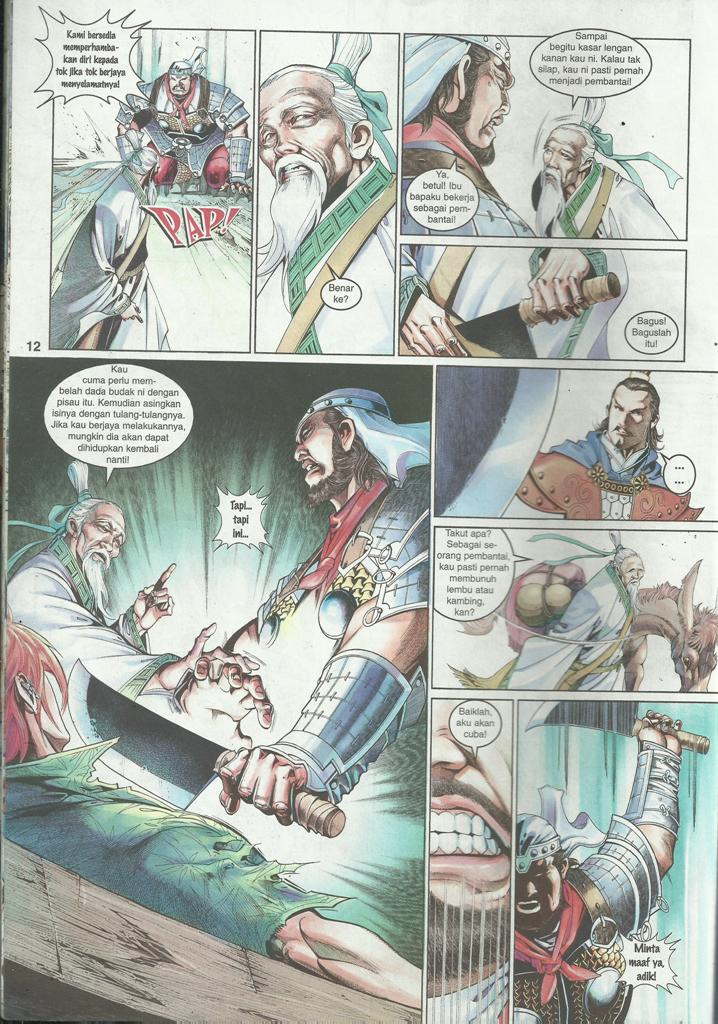 Kami bersedia
memperhamba-
kan diri kepada
tok jika tok berjaya
menyelamatnya!
PAP!
Benar
ke?
Sampai
begitu kasar lengan
kanan kau ni. Kalau tak
silap, kau ni pasti pernah
menjadi pembantai!
Ya,
betul! Ibu
bapaku bekerja
sebagai pem-
bantai!
Bagus!
Baguslah
itu!
12
Kau
cuma perlu mem-
belah dada budak ni dengan
pisau itu. Kemudian asingkan
isinya dengan tulang-tulangnya.
Jika kau berjaya melakukannya,
mungkin dia akan dapat
dihidupkan kembali
nanti!
Tapi...
tapi
ini...
...
...
Takut apa?
Sebagai se-
orang pembantai,
kau pasti pernah
membunuh
lembu atau
kambing,
kan?
Baiklah,
aku akan
cuba!
Minta
maaf ya,
adik!